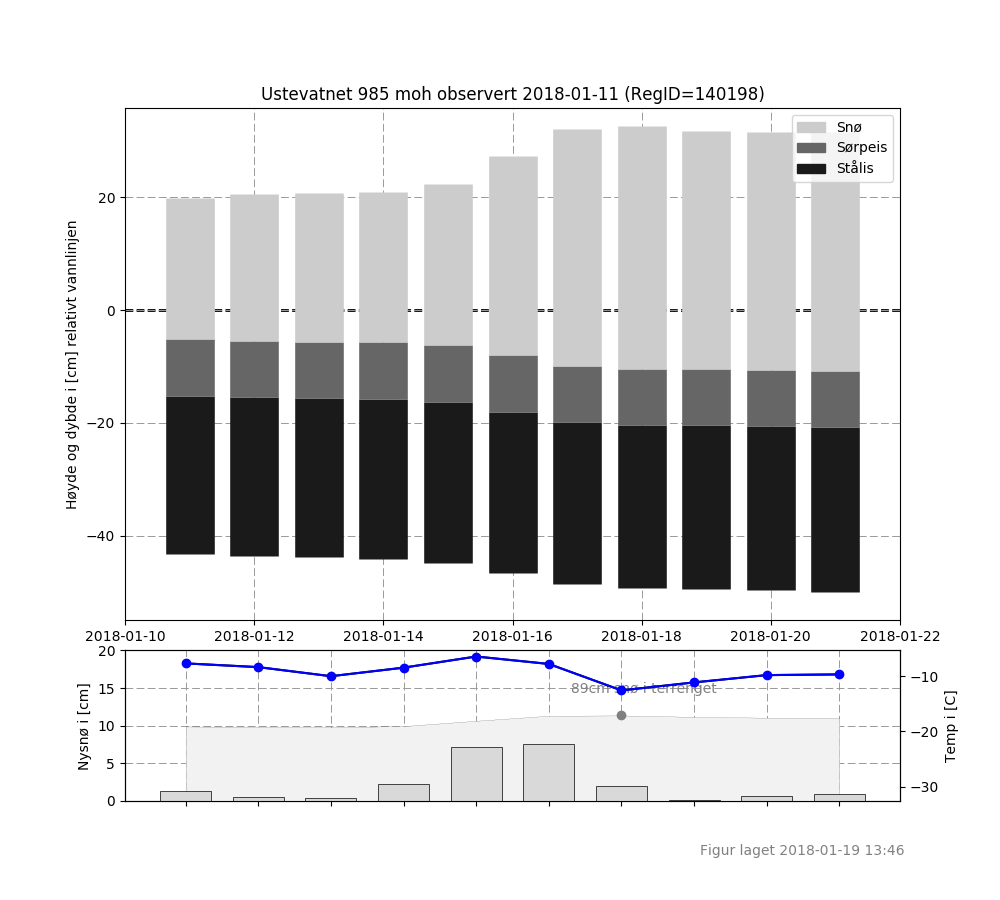 Ustevatnet 985 moh observert 2018-01-11 (RegID=140198)
Snø
Sørpeis
Stålis
Høyde og dybde i [cm] relativt vannlinjen
20
0
−20
−40
2018-01-10 2018-01-12 2018-01-14 2018-01-16 2018-01-18 2018-01-20 2018-01-22
Nysnø i [cm]
20
15
10
5
0
89cm snø i terrenget
−10
−20
−30
Temp i [C]
Figur laget 2018-01-19 13:46